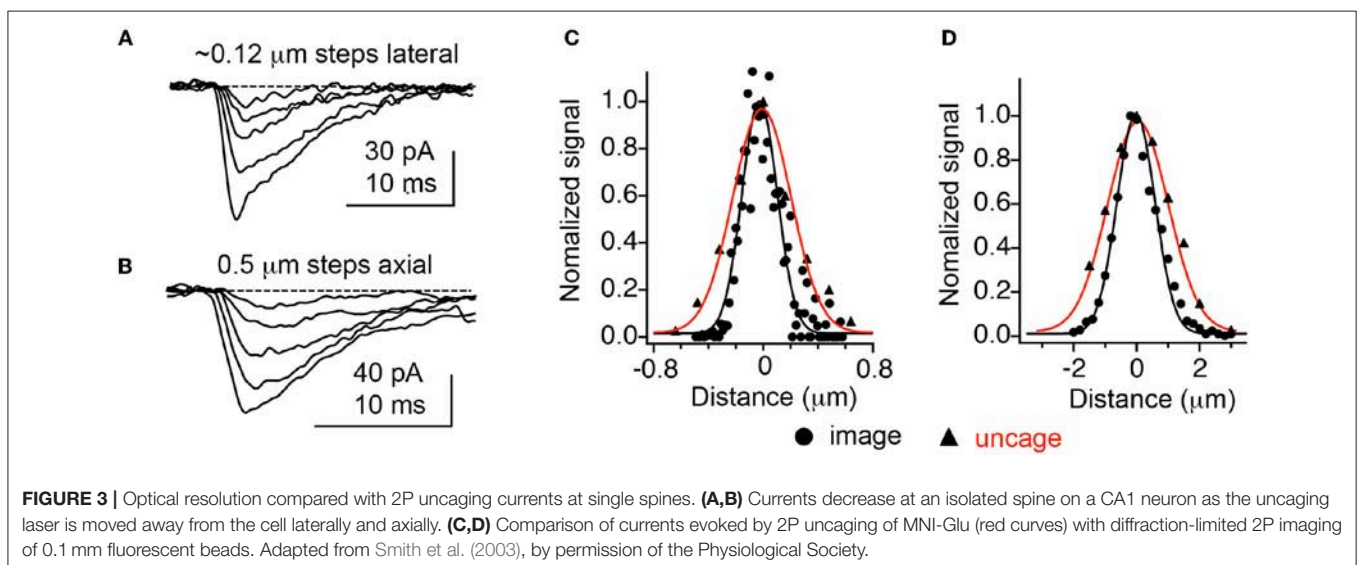 A
~0.12 μm steps lateral
30 pA
10 ms
B
0.5 μm steps axial
40 pA
10 ms
C
Nomalized signal
1.0
0.8
0.6
0.4
0.2
0.0
-0.8
0
0.8
Distance (μm)
D
Nomalized signal
1.0
0.8
0.6
0.4
0.2
0.0
-2
0
2
Distance (μm)
image
uncage
FIGURE 3 | Optical resolution compared with 2P uncaging currents at single spines. (A,B) Currents decrease at an isolated spine on a CA1 neuron as the uncaging
laser is moved away from the cell laterally and axially. (C,D) Comparison of currents evoked by 2P uncaging of MNI-Glu (red curves) with diffraction-limited 2P imaging
of 0.1 mm fluorescent beads. Adapted from Smith et al. (2003), by permission of the Physiological Society.